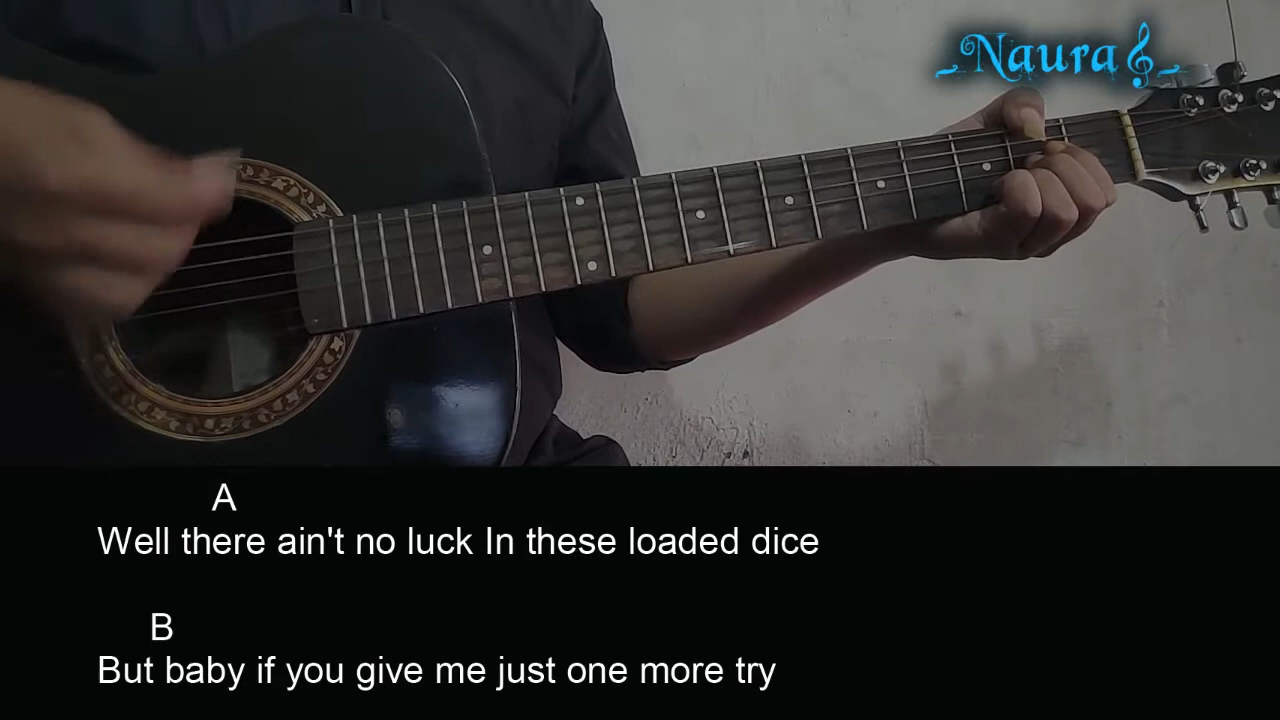 Naura
A
Well there ain't no luck In these loaded dice
B
But baby if you give me just one more try